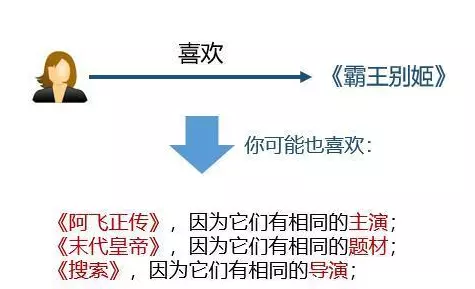 喜欢
《霸王别姬》
你可能也喜欢:
《阿飞正传》，因为它们有相同的主演；
《末代皇帝》，因为它们有相同的题材；
《搜索》，因为它们有相同的导演；